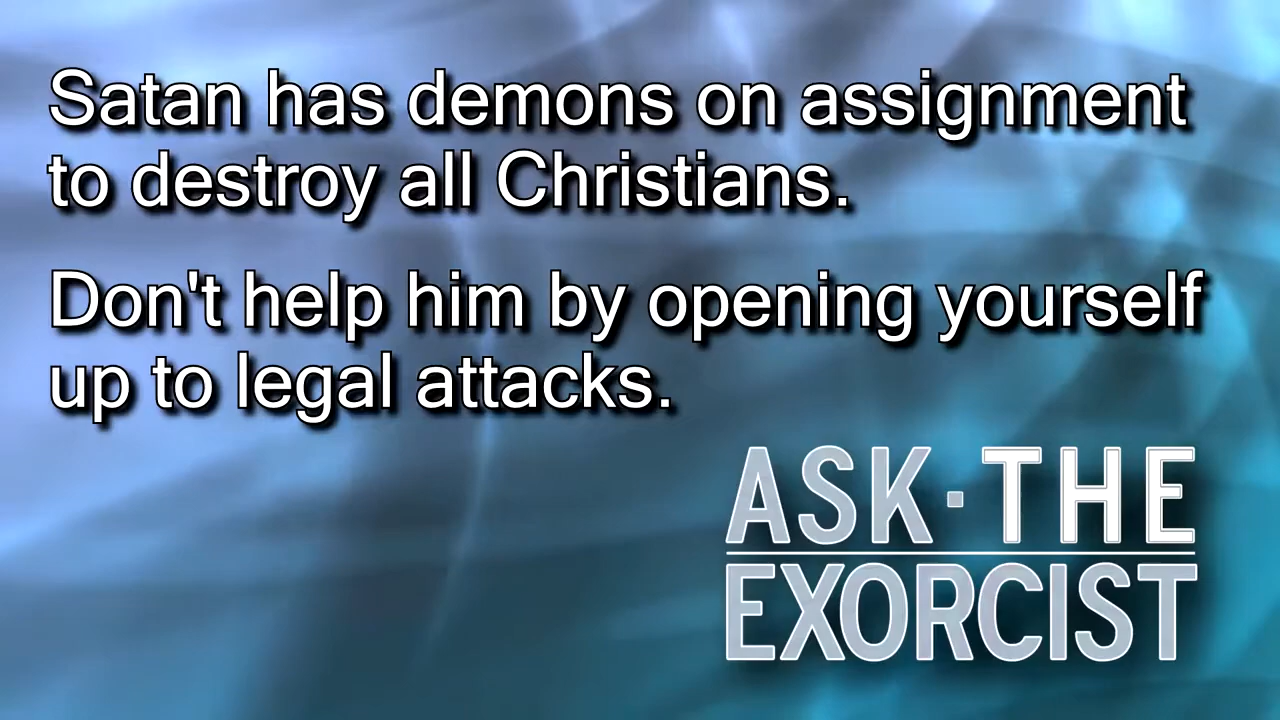 Satan has demons on assignment
to destroy all Christians.
Don't help him by opening yourself
up to legal attacks.
ASK·THE
EXORCIST